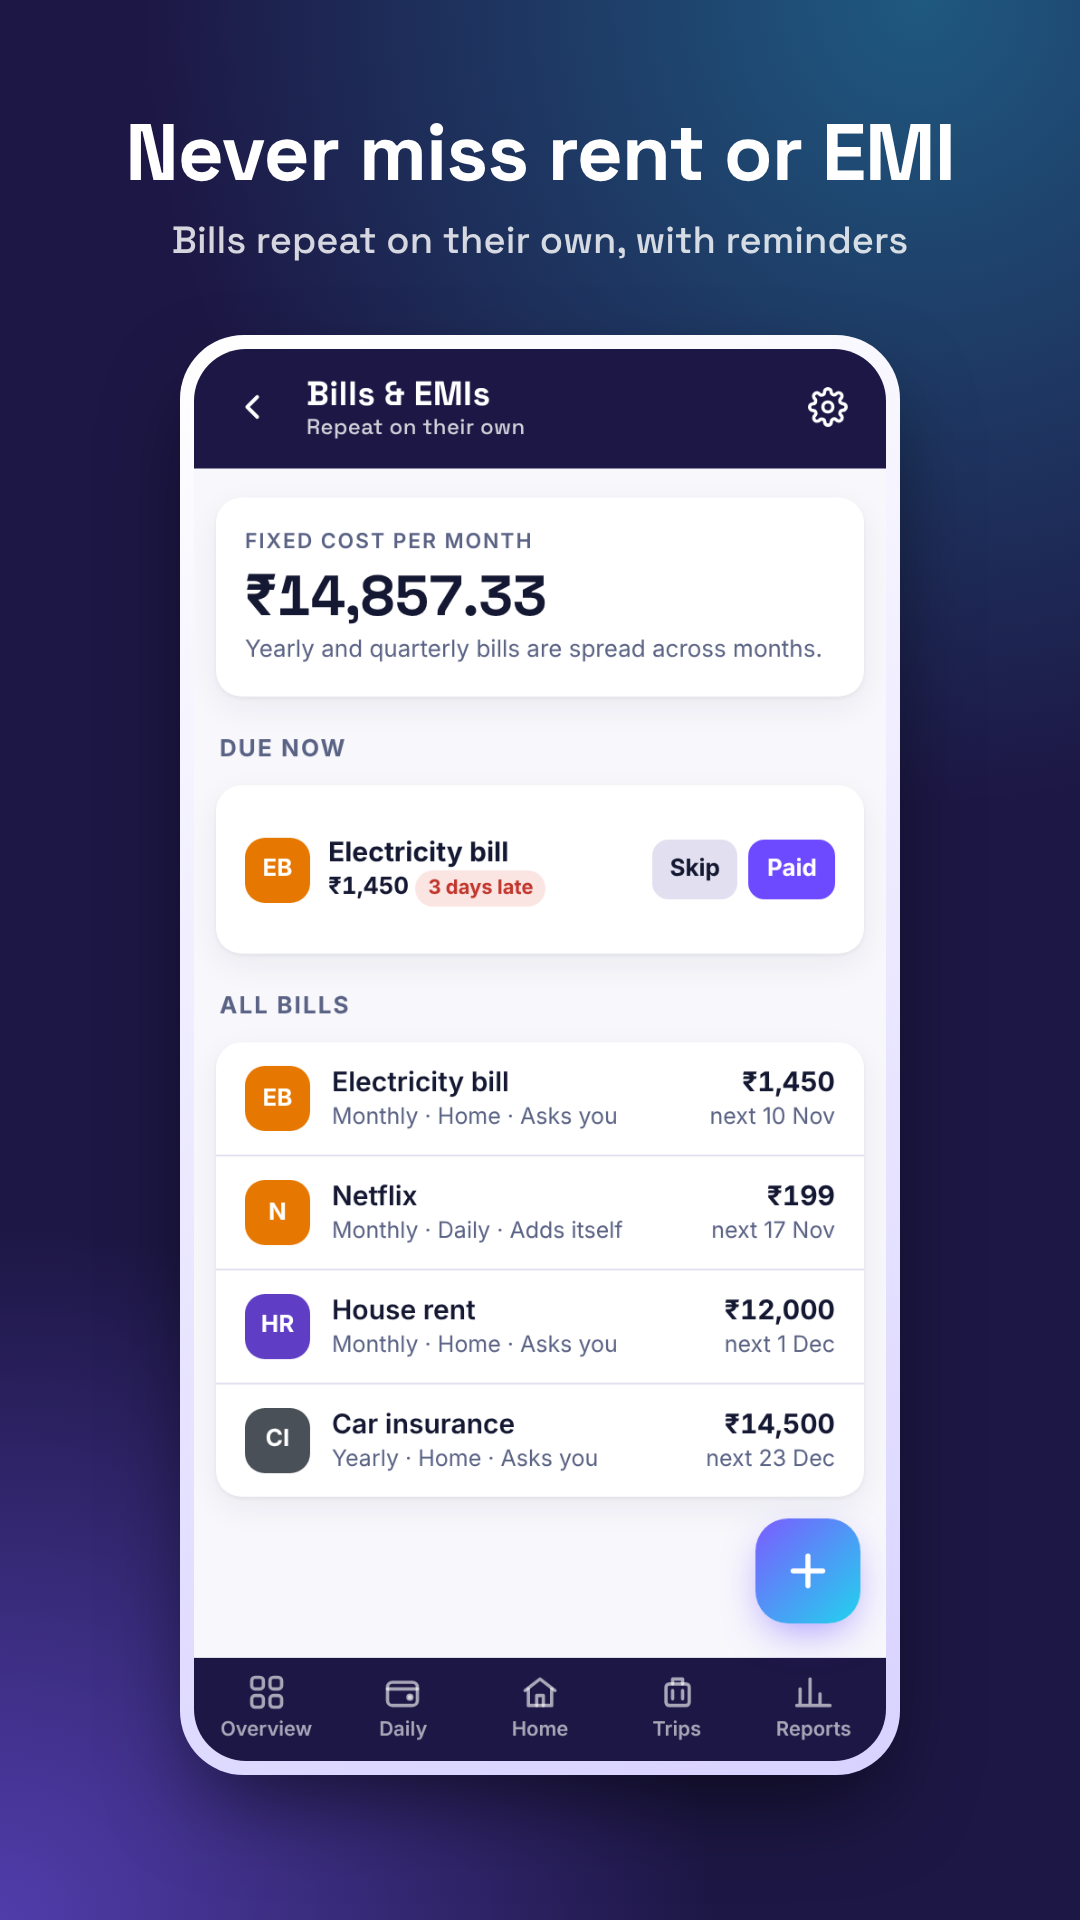 Never miss rent or EMI
Bills repeat on their own, with reminders
Bills & EMIs
Repeat on their own
FIXED COST PER MONTH
₹14,857.33
Yearly and quarterly bills are spread across months.
DUE NOW
EB
Electricity bill
₹1,450 3 days late
Skip
Paid
ALL BILLS
EB
Electricity bill
₹1,450
Monthly · Home · Asks you
next 10 Nov
N
Netflix
₹199
Monthly · Daily · Adds itself
next 17 Nov
HR
House rent
₹12,000
Monthly · Home · Asks you
next 1 Dec
CI
Car insurance
₹14,500
Yearly · Home · Asks you
next 23 Dec
Overview
Daily
Home
Trips
Reports